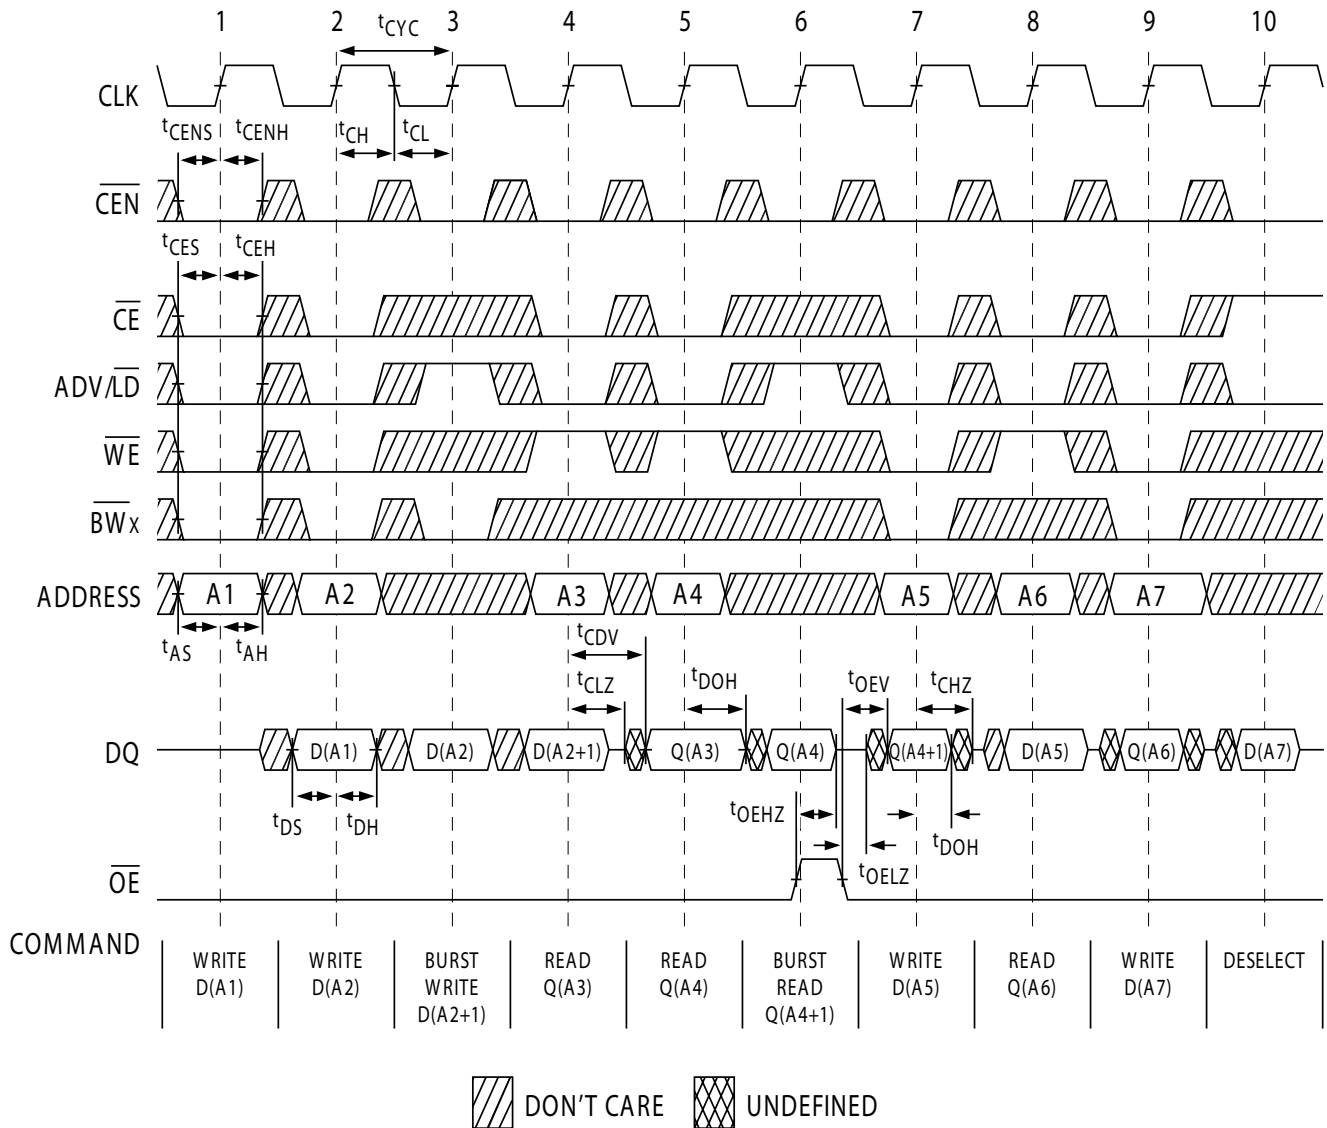 1 2 3 4 5 6 7 8 9 10
tCYC
CLK
tCENS tCENH tCH tCL
CEN
tCES tCEH
CE
ADV/LD
WE
BWx
ADDRESS A1 A2 A3 A4 A5 A6 A7
tAS tAH tCDV
tCLZ tDOH tOEV tCHZ
DQ D(A1) D(A2) D(A2+1) Q(A3) Q(A4) Q(A4+1) D(A5) Q(A6) D(A7)
tDS tDH tOEHZ tDOH
tOELZ
OE
COMMAND
WRITE WRITE BURST READ READ BURST WRITE READ WRITE DESELECT
D(A1) D(A2) WRITE Q(A3) Q(A4) READ D(A5) Q(A6) D(A7)
D(A2+1) Q(A4+1)
DON'T CARE UNDEFINED